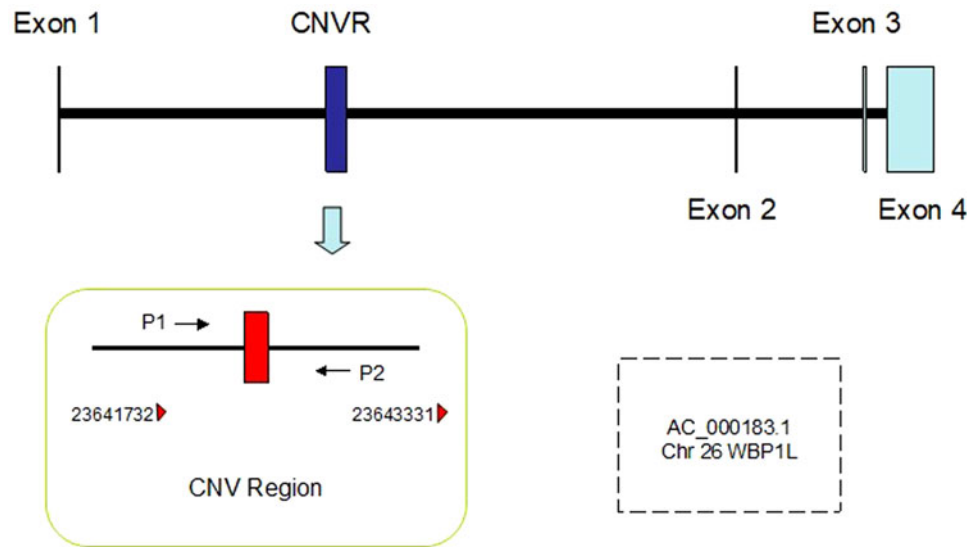 Exon 1
CNVR
Exon 3
Exon 2
Exon 4
P1
P2
23641732
23643331
CNV Region
AC_000183.1
Chr 26 WBP1L